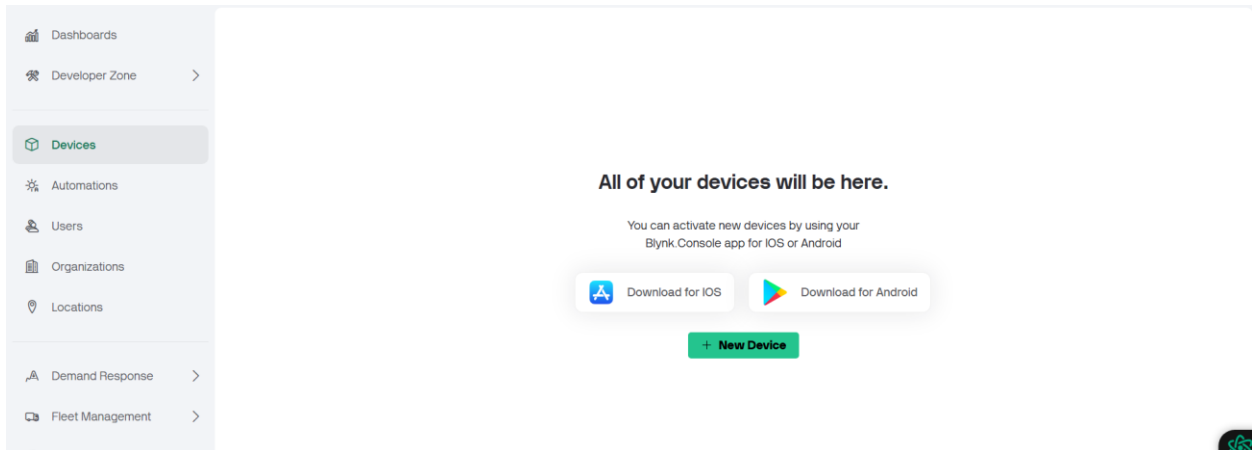 Dashboards
Developer Zone
Devices
Automations
Users
Organizations
Locations
Demand Response
Fleet Management
All of your devices will be here.
You can activate new devices by using your
Blynk.Console app for IOS or Android
Download for IOS
Download for Android
+ New Device